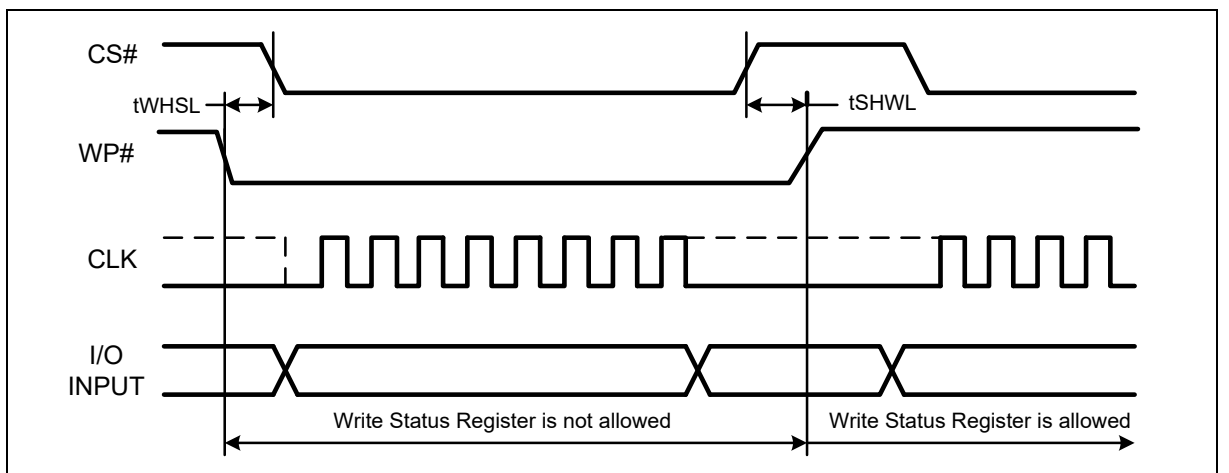 CS#
tWHSL
tSHWL
WP#
CLK
I/O
INPUT
Write Status Register is not allowed
Write Status Register is allowed